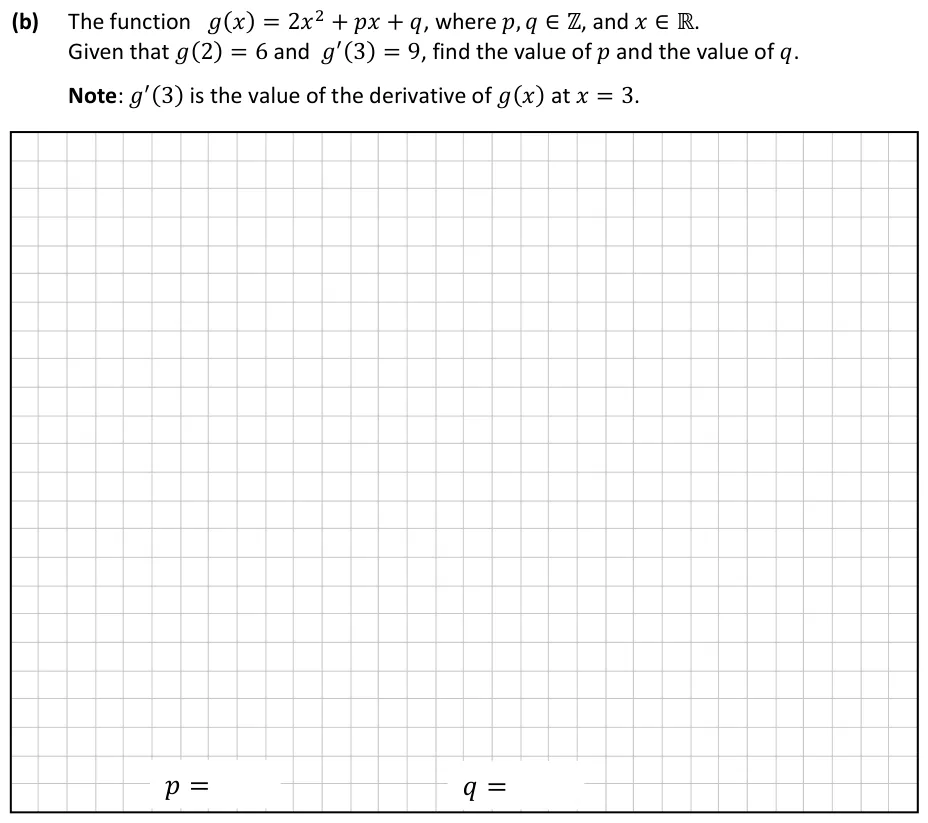 (b) The function g(x) = 2x² + px + q, where p, q ∈ ℤ, and x ∈ ℝ.
Given that g(2) = 6 and g′(3) = 9, find the value of p and the value of q.
Note: g′(3) is the value of the derivative of g(x) at x = 3.
p = q =